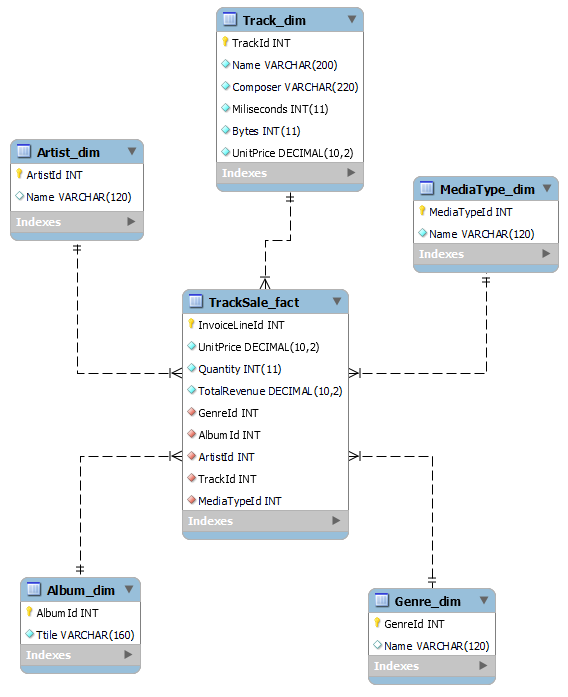 Track_dim
TrackId INT
Name VARCHAR(200)
Composer VARCHAR(220)
Miliseconds INT(11)
Bytes INT(11)
UnitPrice DECIMAL(10,2)
Indexes
Artist_dim
ArtistId INT
Name VARCHAR(120)
Indexes
MediaType_dim
MediaTypeId INT
Name VARCHAR(120)
Indexes
TrackSale_fact
InvoiceLineId INT
UnitPrice DECIMAL(10,2)
Quantity INT(11)
TotalRevenue DECIMAL(10,2)
GenreId INT
AlbumId INT
ArtistId INT
TrackId INT
MediaTypeId INT
Indexes
Album_dim
AlbumId INT
Ttile VARCHAR(160)
Indexes
Genre_dim
GenreId INT
Name VARCHAR(120)
Indexes